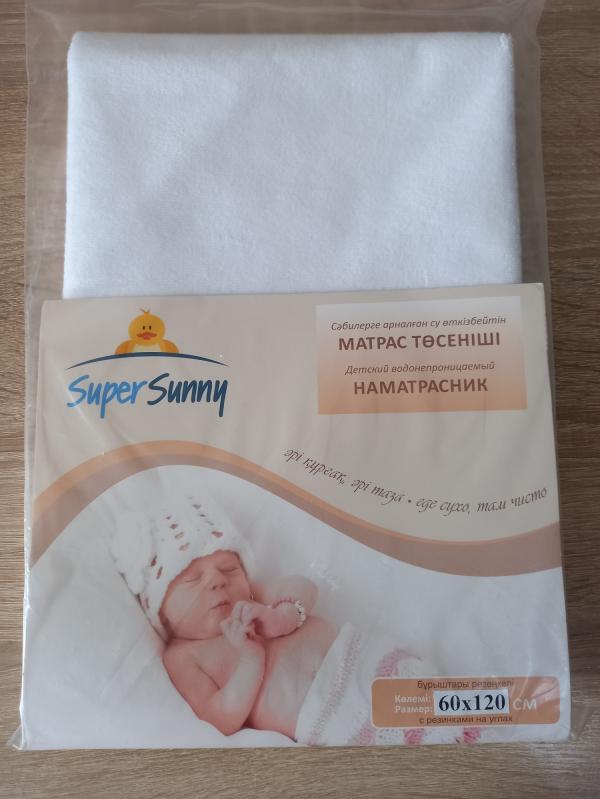 Сәбилерге арналған су өткізбейтін
МАТРАС ТӨСЕНІШІ
Детский водонепроницаемый
НАМАТРАСНИК
Super Sunny
әрі құрғақ, әрі таза • где сухо, там чисто
бұрыштары резеңкелі
Көлемі:
Размер: 60x120 СМ
с резинками на углах